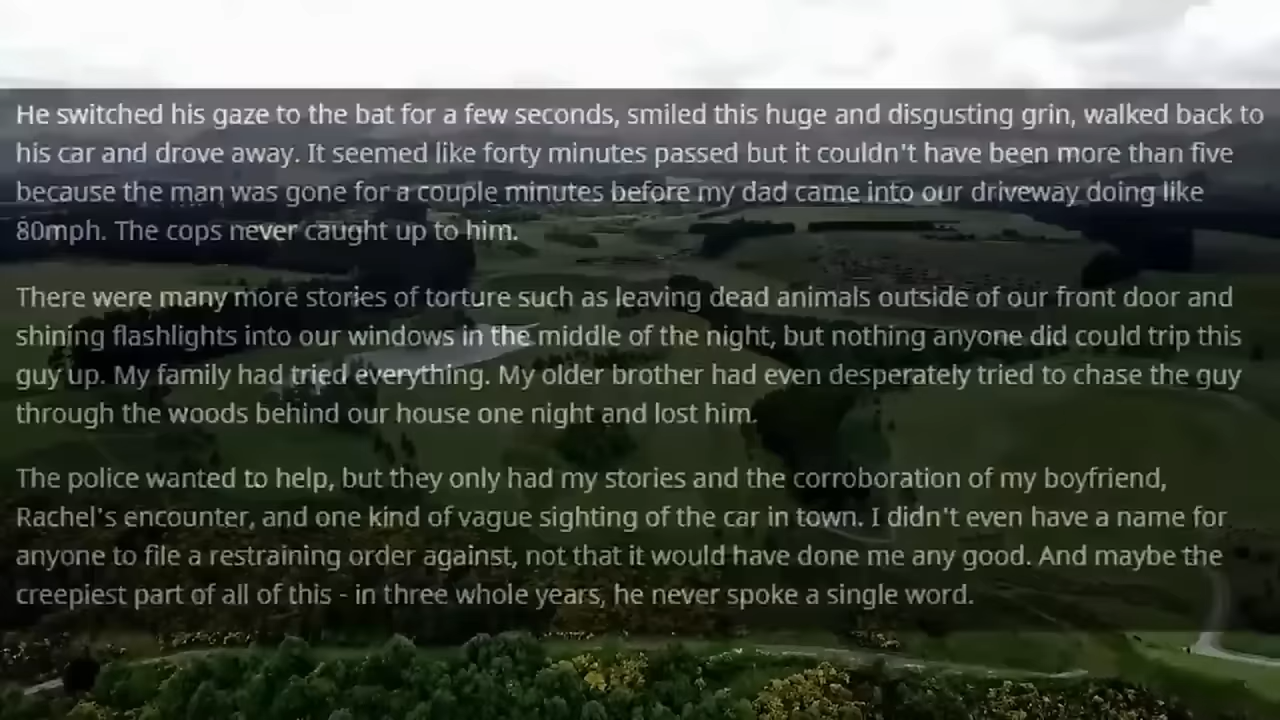 He switched his gaze to the bat for a few seconds, smiled this huge and disgusting grin, walked back to
his car and drove away. It seemed like forty minutes passed but it couldn't have been more than five
because the man was gone for a couple minutes before my dad came into our driveway doing like
80mph. The cops never caught up to him.
There were many more stories of torture such as leaving dead animals outside of our front door and
shining flashlights into our windows in the middle of the night, but nothing anyone did could trip this
guy up. My family had tried everything. My older brother had even desperately tried to chase the guy
through the woods behind our house one night and lost him.
The police wanted to help, but they only had my stories and the corroboration of my boyfriend,
Rachel's encounter, and one kind of vague sighting of the car in town. I didn't even have a name for
anyone to file a restraining order against, not that it would have done me any good. And maybe the
creepiest part of all of this - in three whole years, he never spoke a single word.